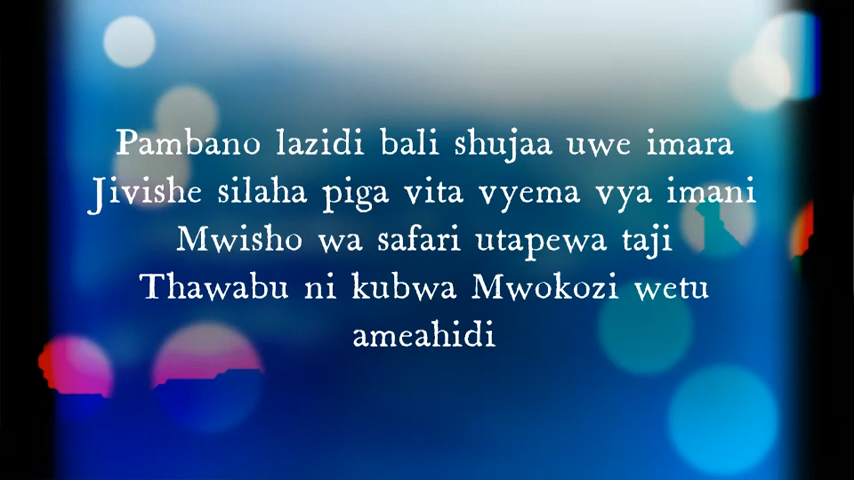 Pambano lazidi bali shujaa uwe imara
Jivishe silaha piga vita vyema vya imani
Mwisho wa safari utapewa taji
Thawabu ni kubwa Mwokozi wetu
ameahidi